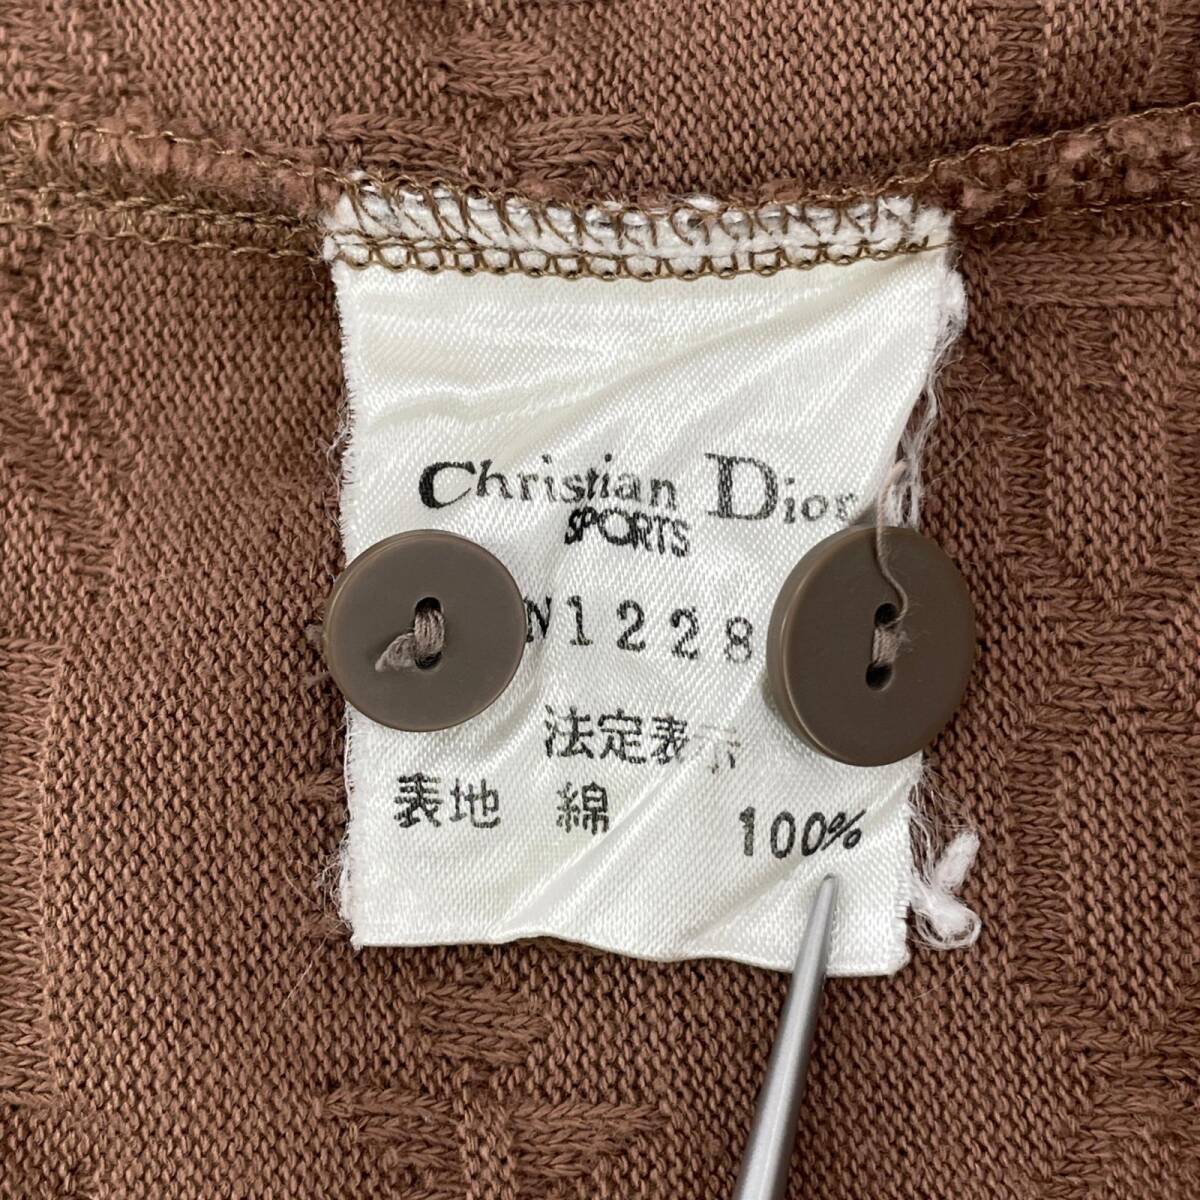 Christian Dior
SPORTS
N1228
法定表示
表地 綿 100%